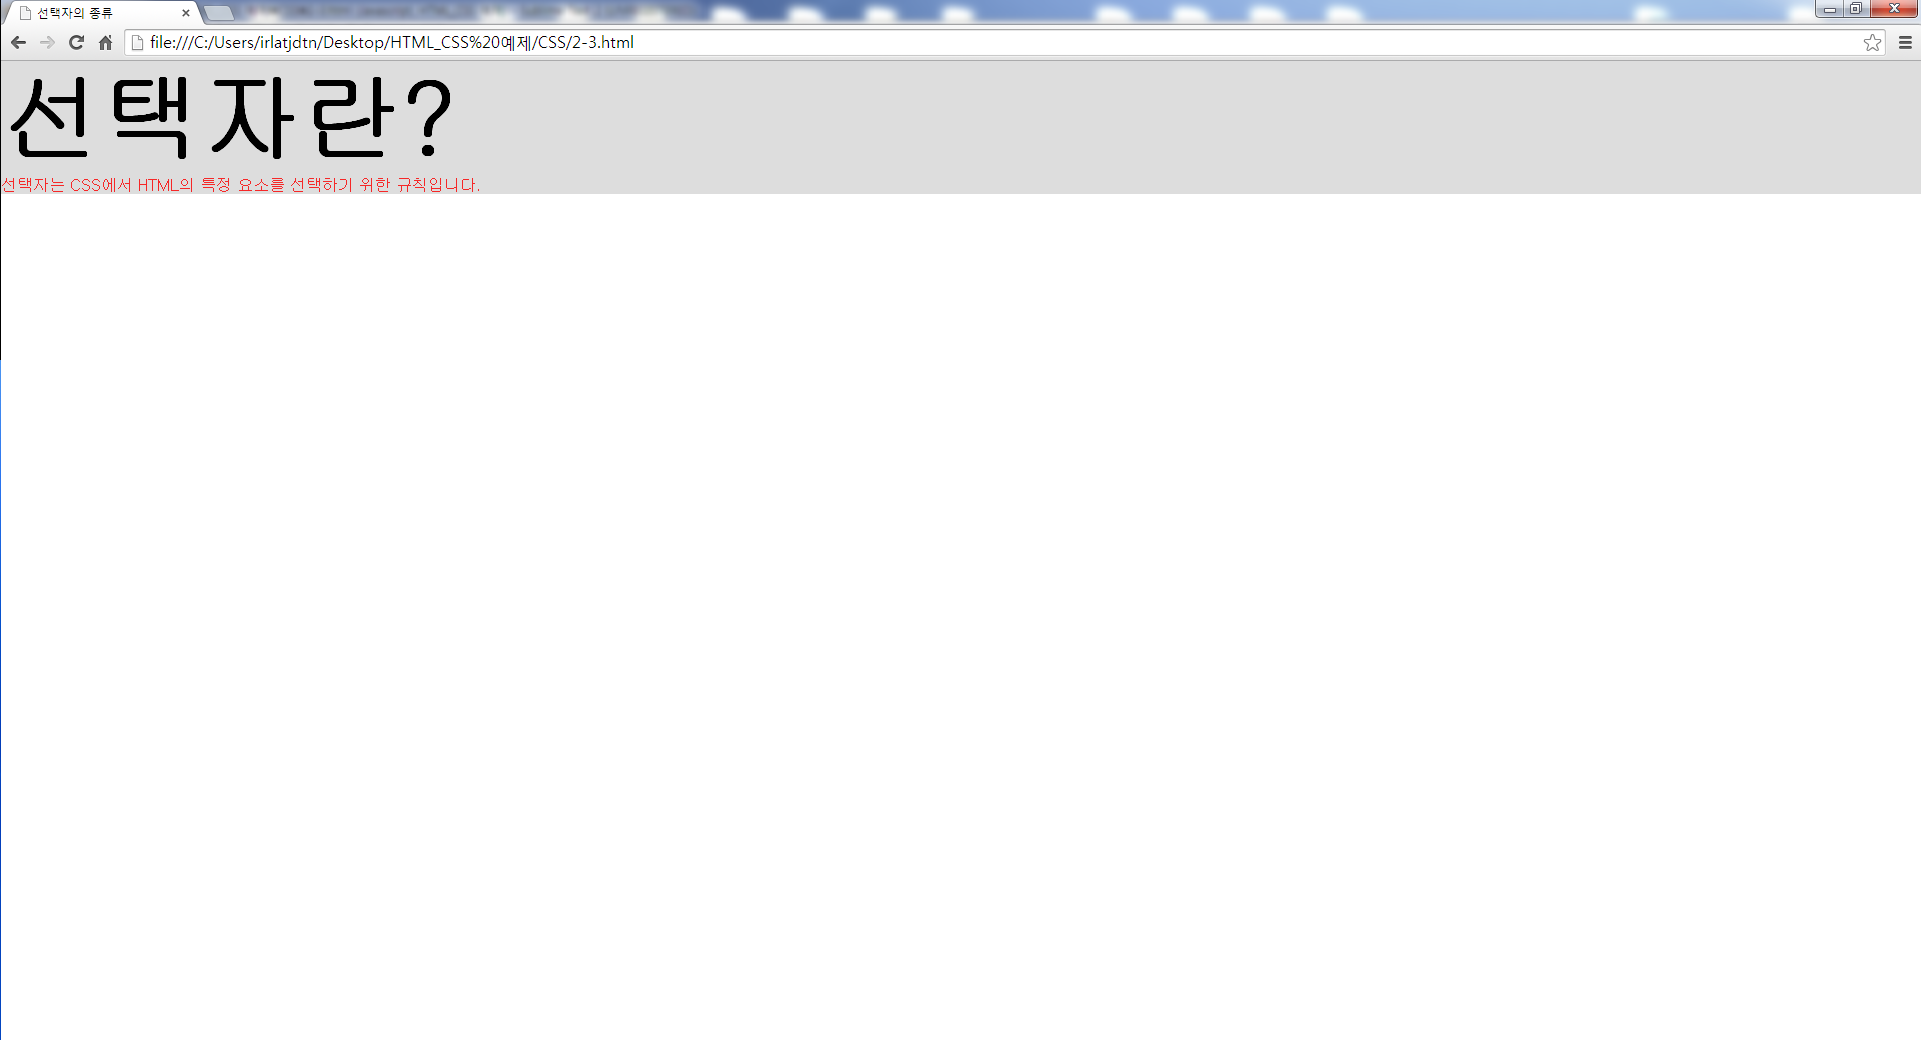 선택자의 종류
file:///C:/Users/irlatjdtn/Desktop/HTML_CSS%20예제/CSS/2-3.html
선택자란?
선택자는 CSS에서 HTML의 특정 요소를 선택하기 위한 규칙입니다.